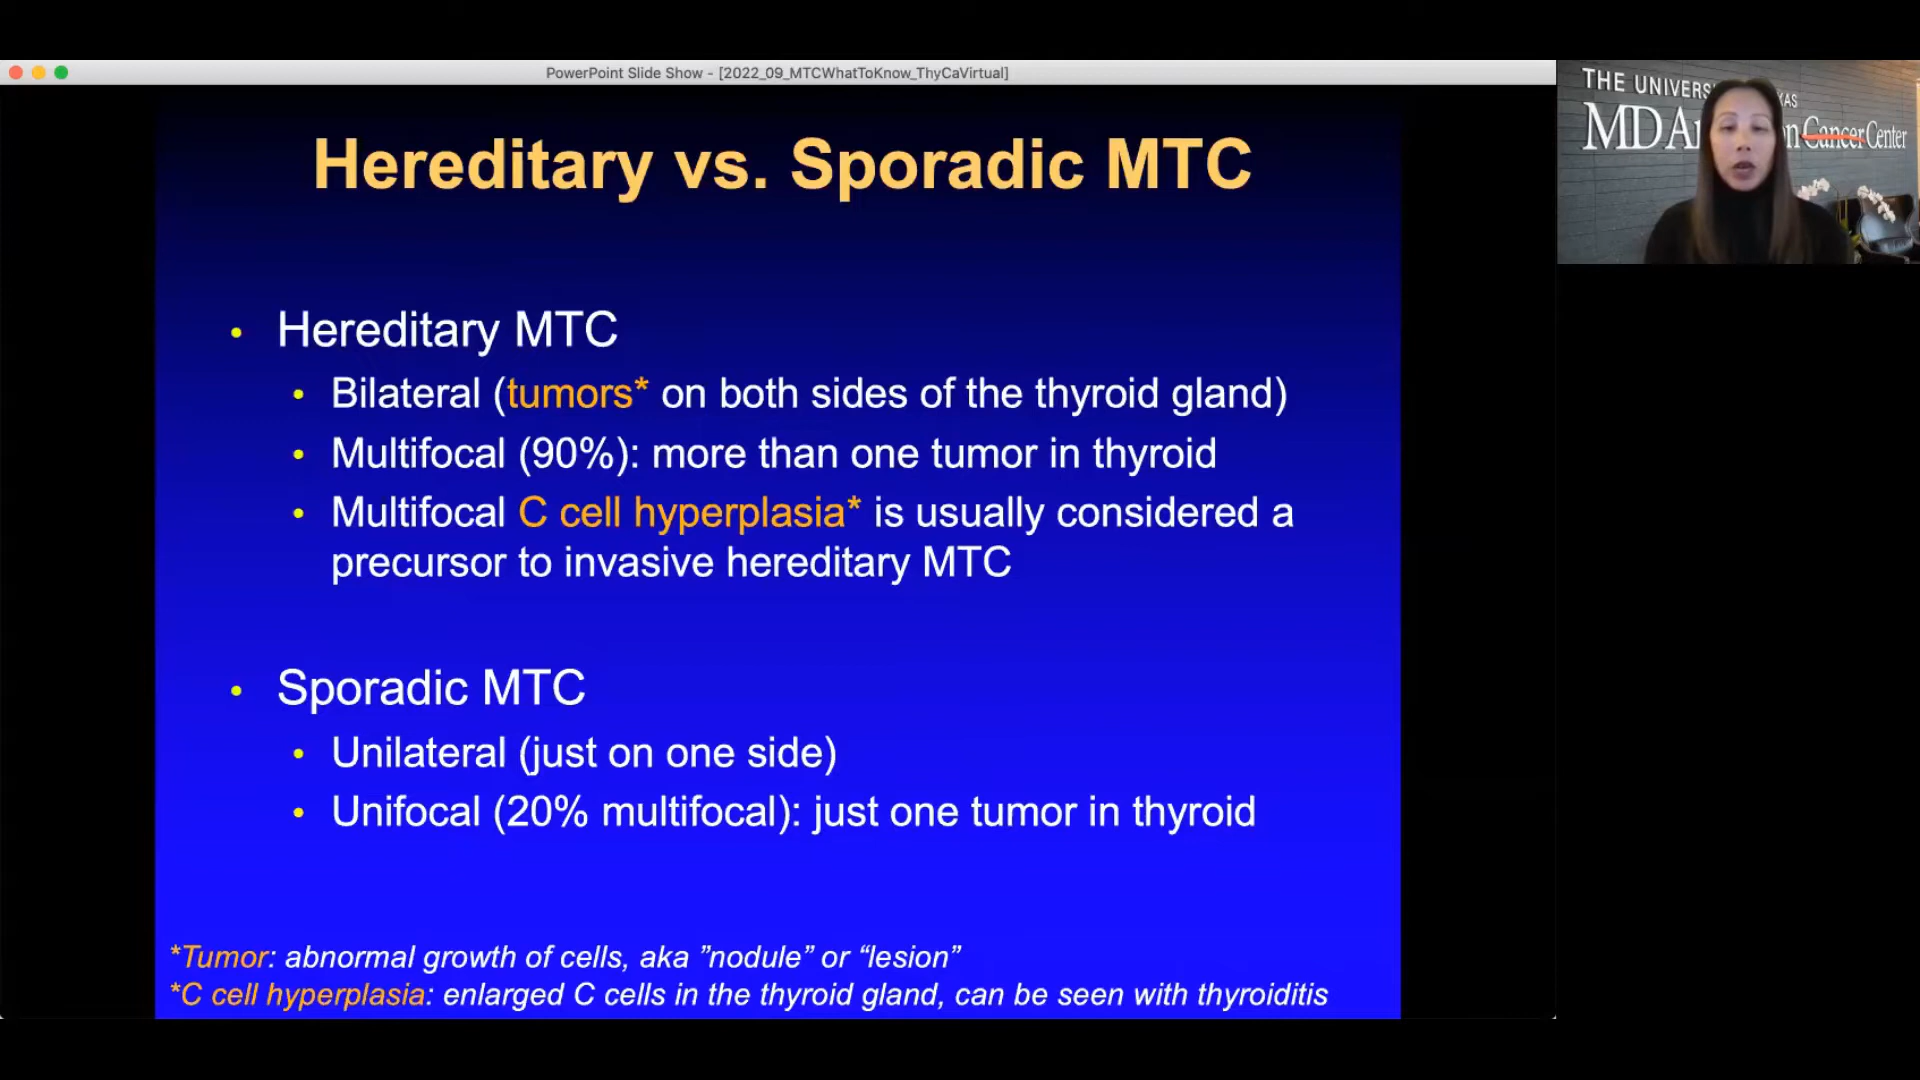 PowerPoint Slide Show - [2022_09_MTCWhatToKnow_ThyCaVirtual]
Hereditary vs. Sporadic MTC
• Hereditary MTC
• Bilateral (tumors* on both sides of the thyroid gland)
• Multifocal (90%): more than one tumor in thyroid
• Multifocal C cell hyperplasia* is usually considered a
precursor to invasive hereditary MTC
• Sporadic MTC
• Unilateral (just on one side)
• Unifocal (20% multifocal): just one tumor in thyroid
*Tumor: abnormal growth of cells, aka ”nodule” or “lesion”
*C cell hyperplasia: enlarged C cells in the thyroid gland, can be seen with thyroiditis
THE
MD Cancer Center